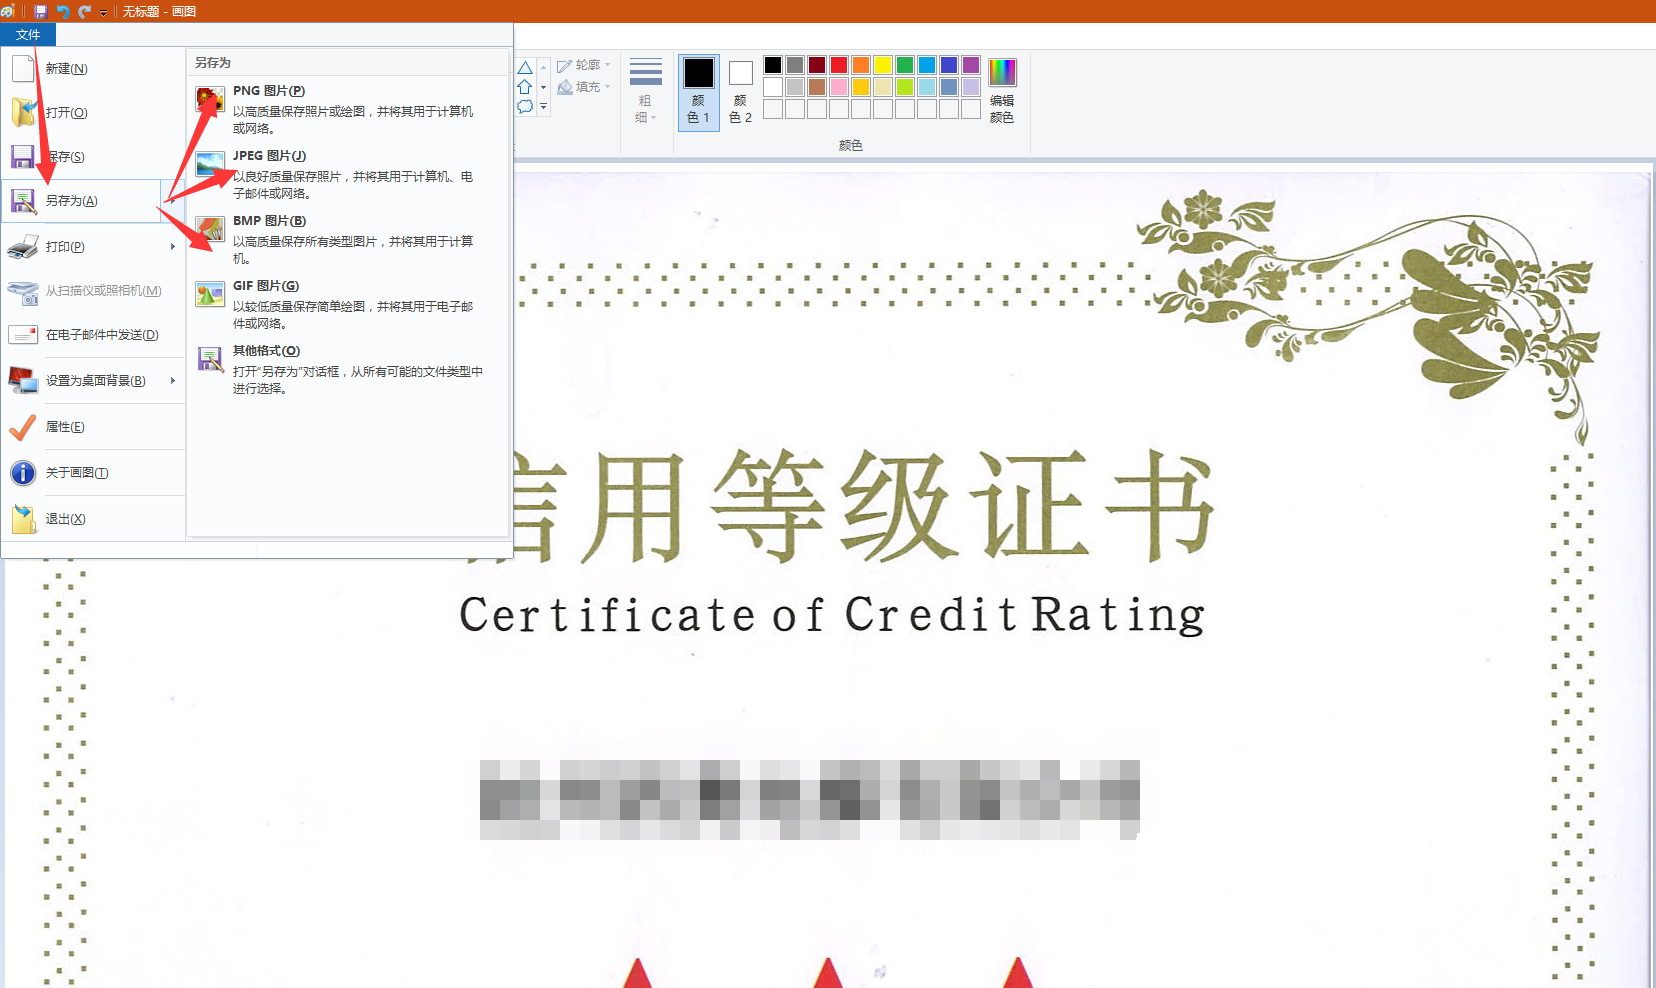 无标题 - 画图
文件
新建(N)
打开(O)
保存(S)
另存为(A)
打印(P)
从扫描仪或照相机(M)
在电子邮件中发送(D)
设置为桌面背景(B)
属性(E)
关于画图(T)
退出(X)
另存为
PNG 图片(P)
以高质量保存照片或绘图，并将其用于计算机
或网络。
JPEG 图片(J)
以良好质量保存照片，并将其用于计算机、电
子邮件或网络。
BMP 图片(B)
以高质量保存所有类型图片，并将其用于计算
机。
GIF 图片(G)
以较低质量保存简单绘图，并将其用于电子邮
件或网络。
其他格式(O)
打开“另存为”对话框，从所有可能的文件类型中
进行选择。
轮廓
填充
粗
细
颜
色 1
颜
色 2
编辑
颜色
颜色
信用等级证书
Certificate of Credit Rating